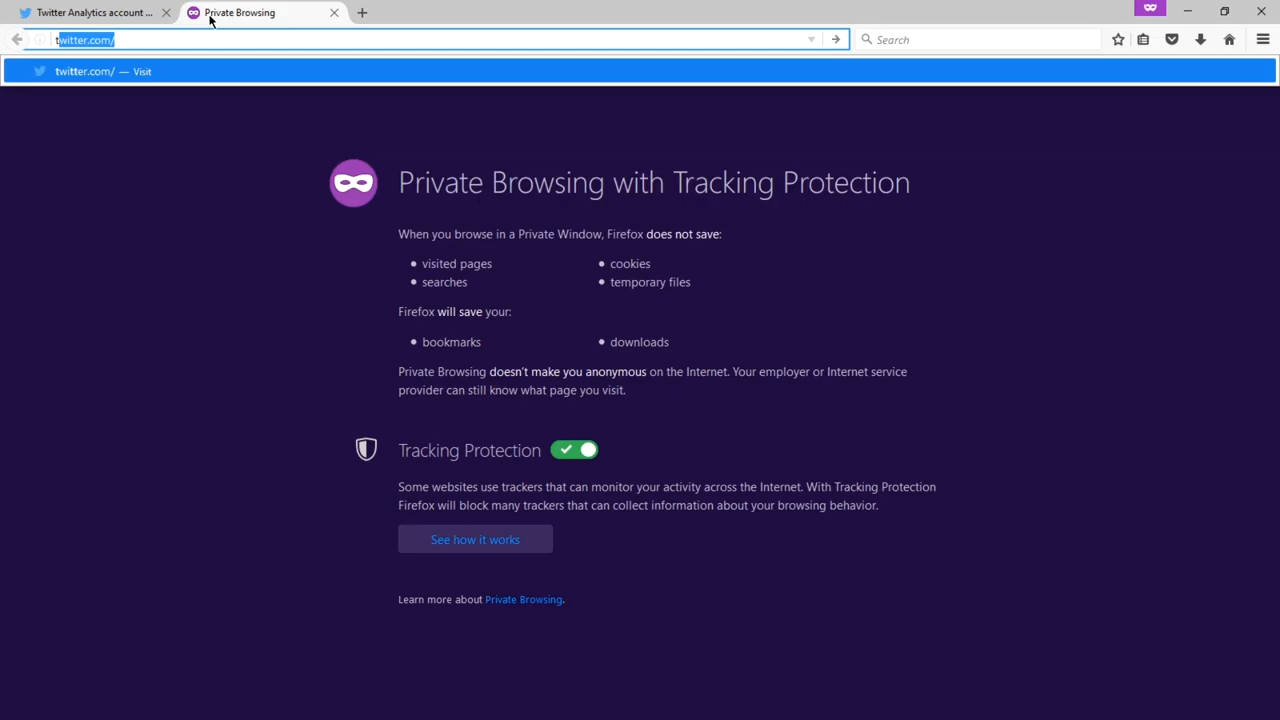 Twitter Analytics account ...
Private Browsing
twitter.com/
Search
twitter.com/ — Visit
Private Browsing with Tracking Protection
When you browse in a Private Window, Firefox does not save:
visited pages
cookies
searches
temporary files
Firefox will save your:
bookmarks
downloads
Private Browsing doesn't make you anonymous on the Internet. Your employer or Internet service
provider can still know what page you visit.
Tracking Protection
Some websites use trackers that can monitor your activity across the Internet. With Tracking Protection
Firefox will block many trackers that can collect information about your browsing behavior.
See how it works
Learn more about Private Browsing.